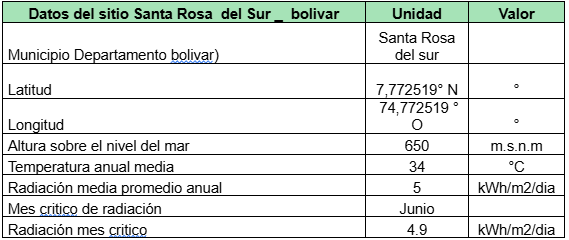 Datos del sitio Santa Rosa del Sur _ bolivar Unidad Valor
Santa Rosa
Municipio Departamento bolivar) del sur
Latitud 7,772519° N °
74,772519 °
Longitud O °
Altura sobre el nivel del mar 650 m.s.n.m
Temperatura anual media 34 °C
Radiación media promedio anual 5 kWh/m2/dia
Mes critico de radiación Junio
Radiación mes critico 4.9 kWh/m2/dia